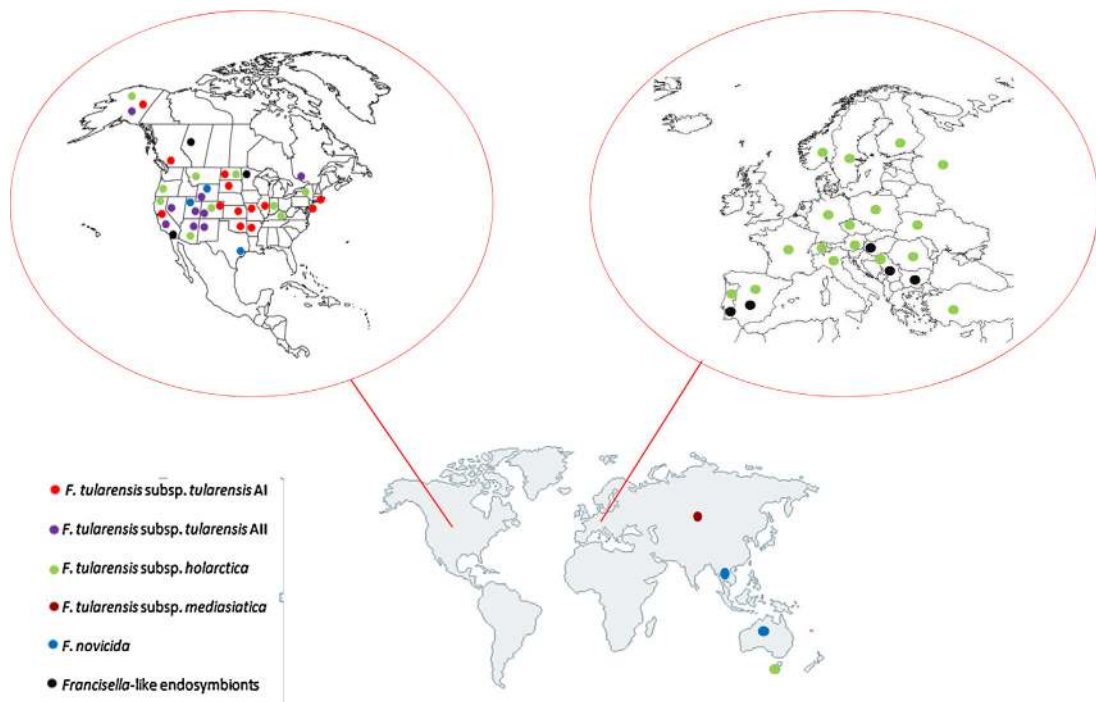 F. tularensis subsp. tularensis AI
F. tularensis subsp. tularensis AII
F. tularensis subsp. holarctica
F. tularensis subsp. mediasiatica
F. novicida
Francisella-like endosymbionts